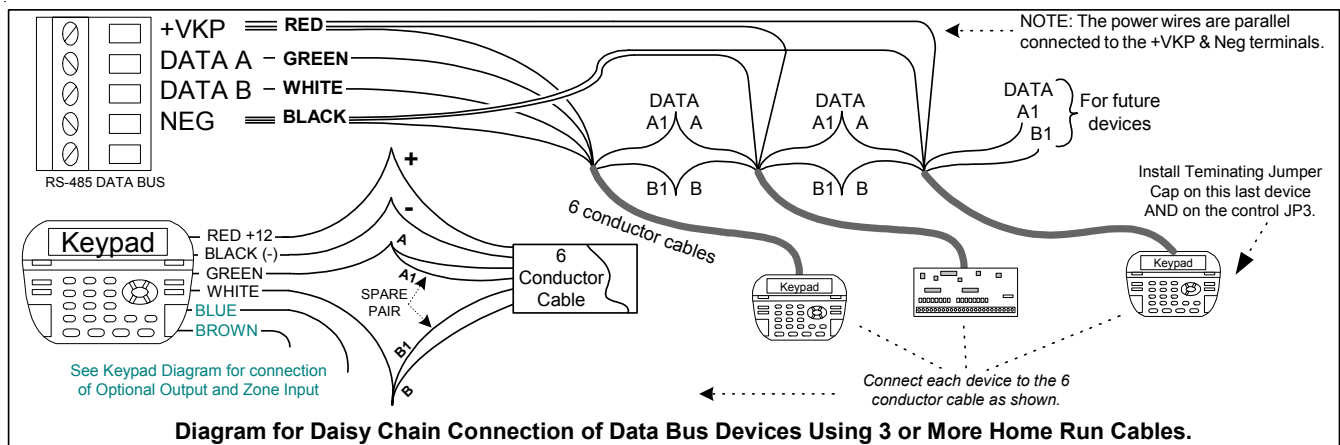 +VKP RED
DATA A - GREEN
DATA B - WHITE
NEG BLACK
RS-485 DATA BUS
NOTE: The power wires are parallel
connected to the +VKP & Neg terminals.
DATA
A1 A
B1 B
DATA
A1 A
B1 B
DATA
A1
B1
For future
devices
Install Teminating Jumper
Cap on this last device
AND on the control JP3.
6 conductor cables
Keypad
Keypad
Connect each device to the 6
conductor cable as shown.
Keypad
RED +12
BLACK (-)
GREEN
WHITE
BLUE
BROWN
+
-
A
A1
SPARE
PAIR
B1
B
6
Conductor
Cable
See Keypad Diagram for connection
of Optional Output and Zone Input
Diagram for Daisy Chain Connection of Data Bus Devices Using 3 or More Home Run Cables.